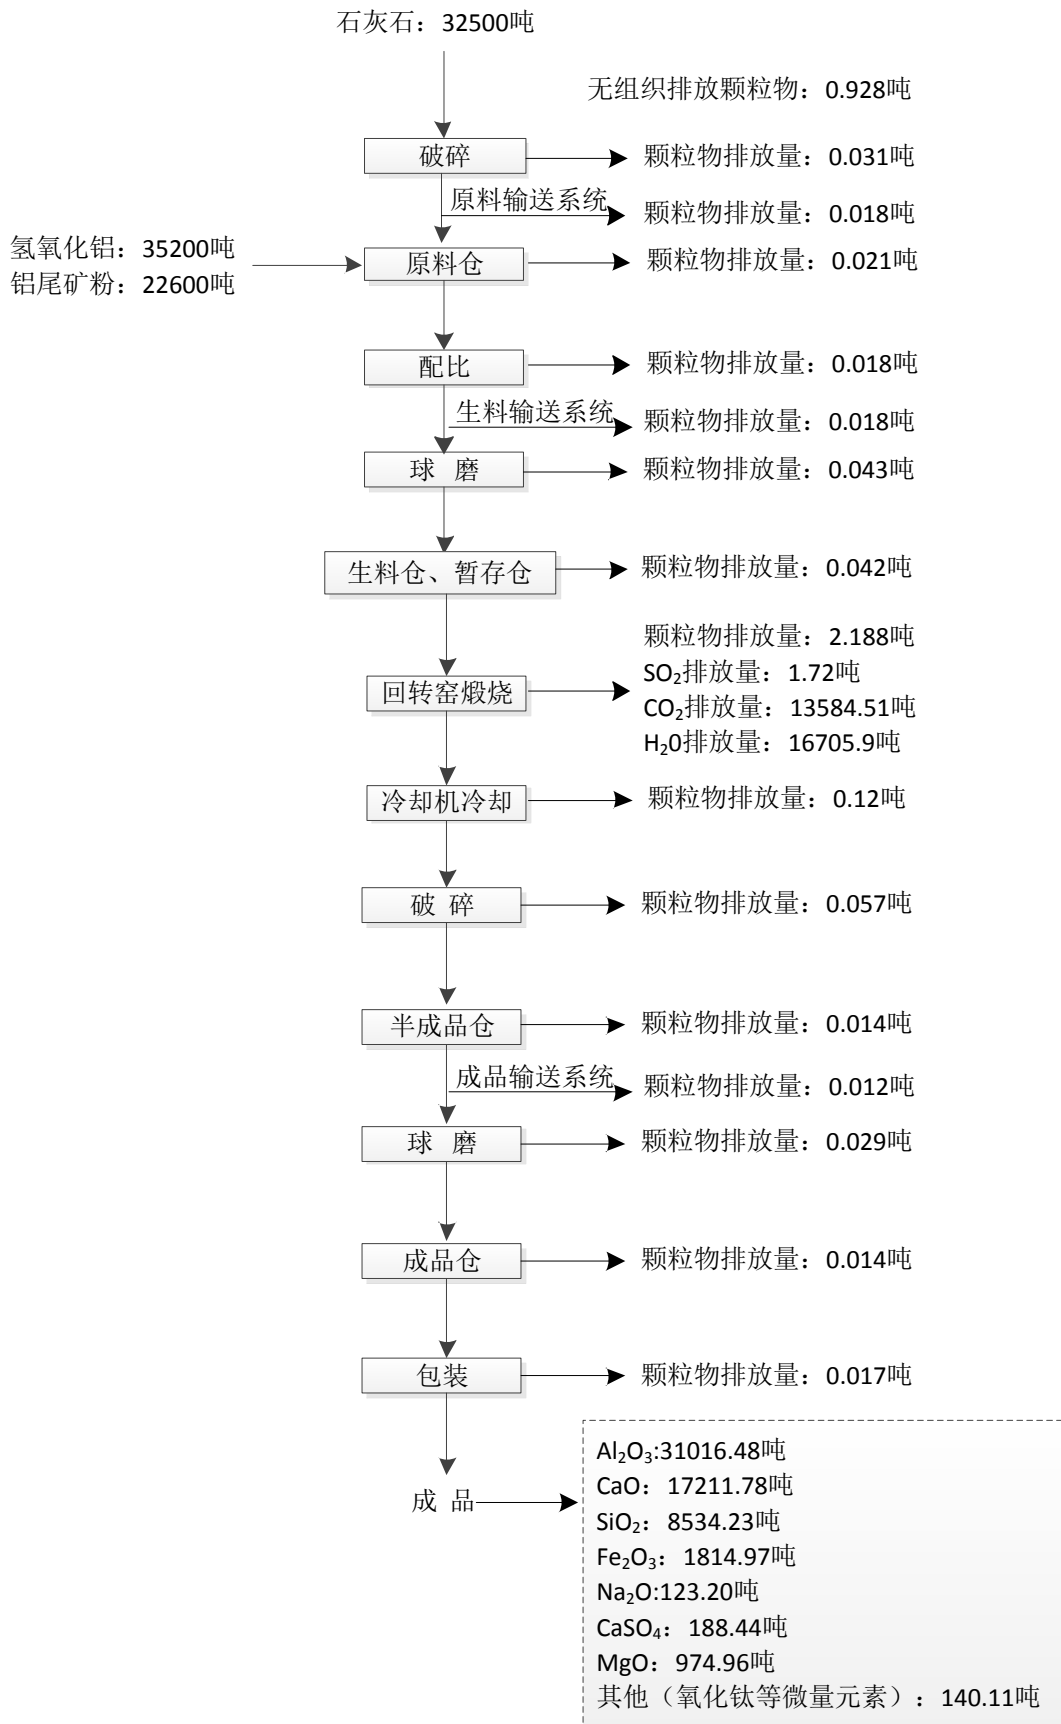 石灰石：32500吨
无组织排放颗粒物：0.928吨
破碎
颗粒物排放量：0.031吨
原料输送系统
颗粒物排放量：0.018吨
氢氧化铝：35200吨
铝尾矿粉：22600吨
原料仓
颗粒物排放量：0.021吨
配比
颗粒物排放量：0.018吨
生料输送系统
颗粒物排放量：0.018吨
球 磨
颗粒物排放量：0.043吨
生料仓、暂存仓
颗粒物排放量：0.042吨
回转窑煅烧
颗粒物排放量：2.188吨
SO₂排放量：1.72吨
CO₂排放量：13584.51吨
H₂0排放量：16705.9吨
冷却机冷却
颗粒物排放量：0.12吨
破 碎
颗粒物排放量：0.057吨
半成品仓
颗粒物排放量：0.014吨
成品输送系统
颗粒物排放量：0.012吨
球 磨
颗粒物排放量：0.029吨
成品仓
颗粒物排放量：0.014吨
包装
颗粒物排放量：0.017吨
成 品
Al₂O₃:31016.48吨
CaO：17211.78吨
SiO₂：8534.23吨
Fe₂O₃：1814.97吨
Na₂O:123.20吨
CaSO₄：188.44吨
MgO：974.96吨
其他（氧化钛等微量元素）：140.11吨